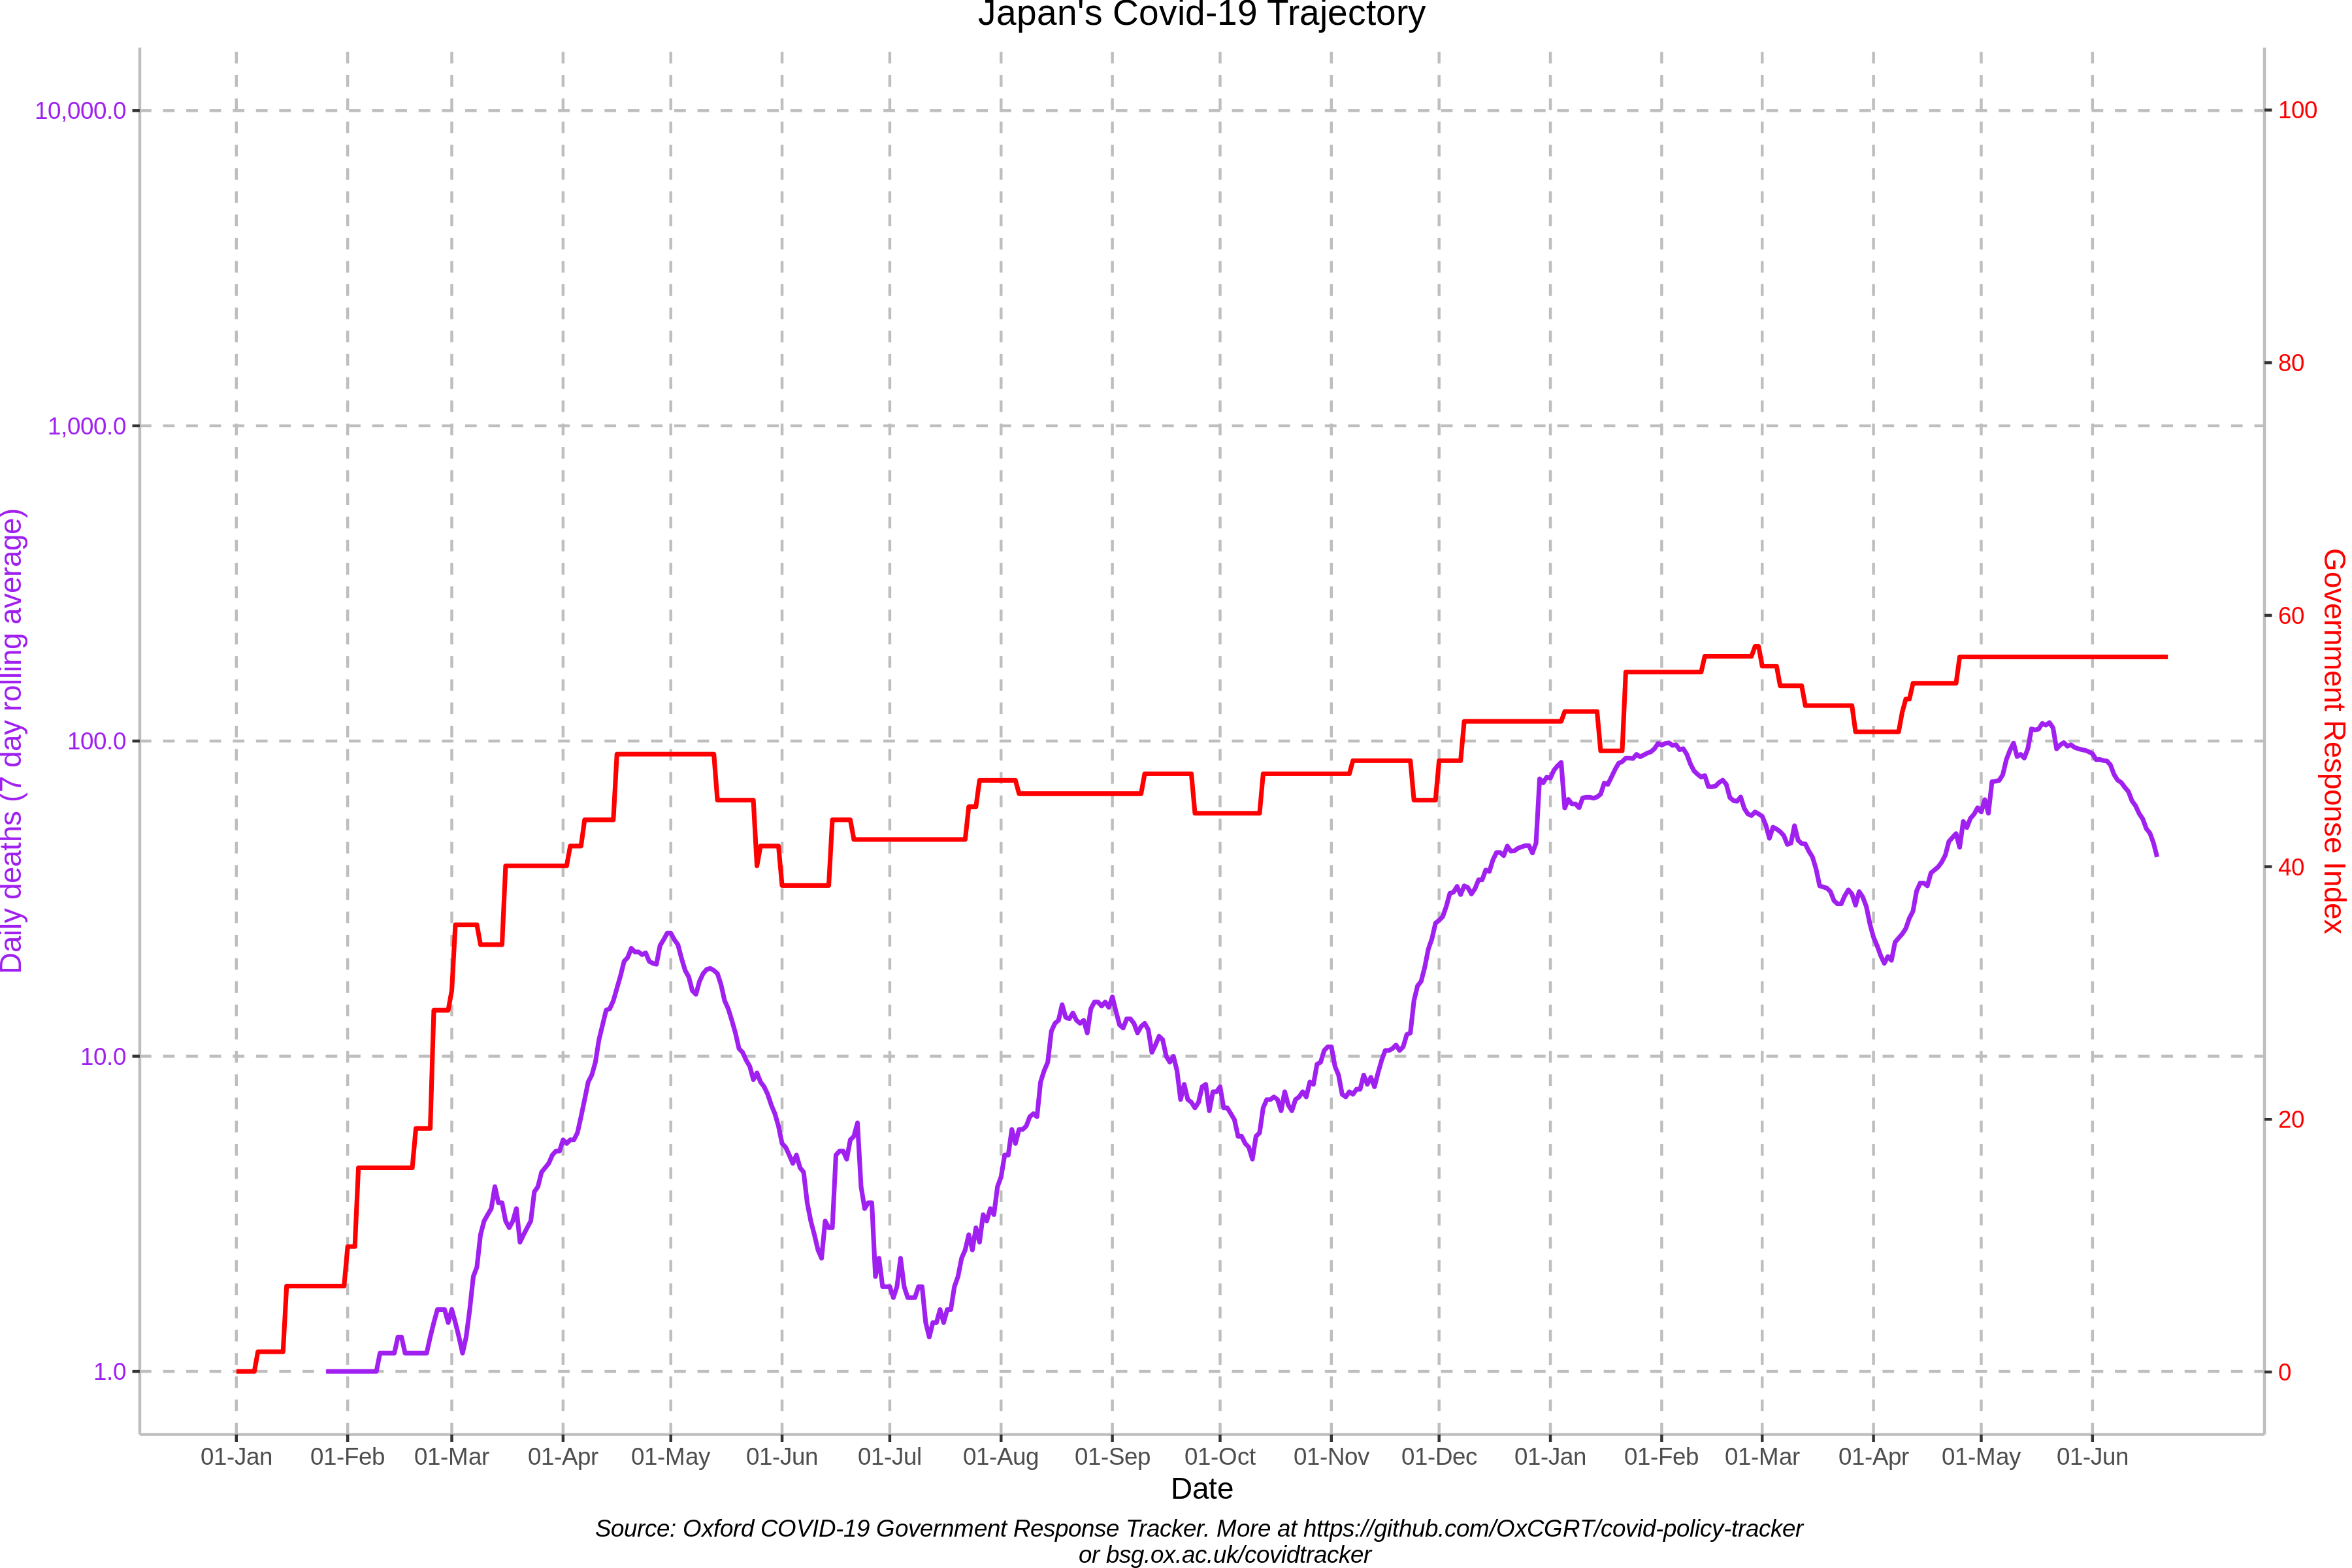 Japan's Covid-19 Trajectory
Daily deaths (7 day rolling average)
10,000.0
1,000.0
100.0
10.0
1.0
100
80
60
40
20
0
Government Response Index
01-Jan 01-Feb 01-Mar 01-Apr 01-May 01-Jun 01-Jul 01-Aug 01-Sep 01-Oct 01-Nov 01-Dec 01-Jan 01-Feb 01-Mar 01-Apr 01-May 01-Jun
Date
Source: Oxford COVID-19 Government Response Tracker. More at https://github.com/OxCGRT/covid-policy-tracker
or bsg.ox.ac.uk/covidtracker